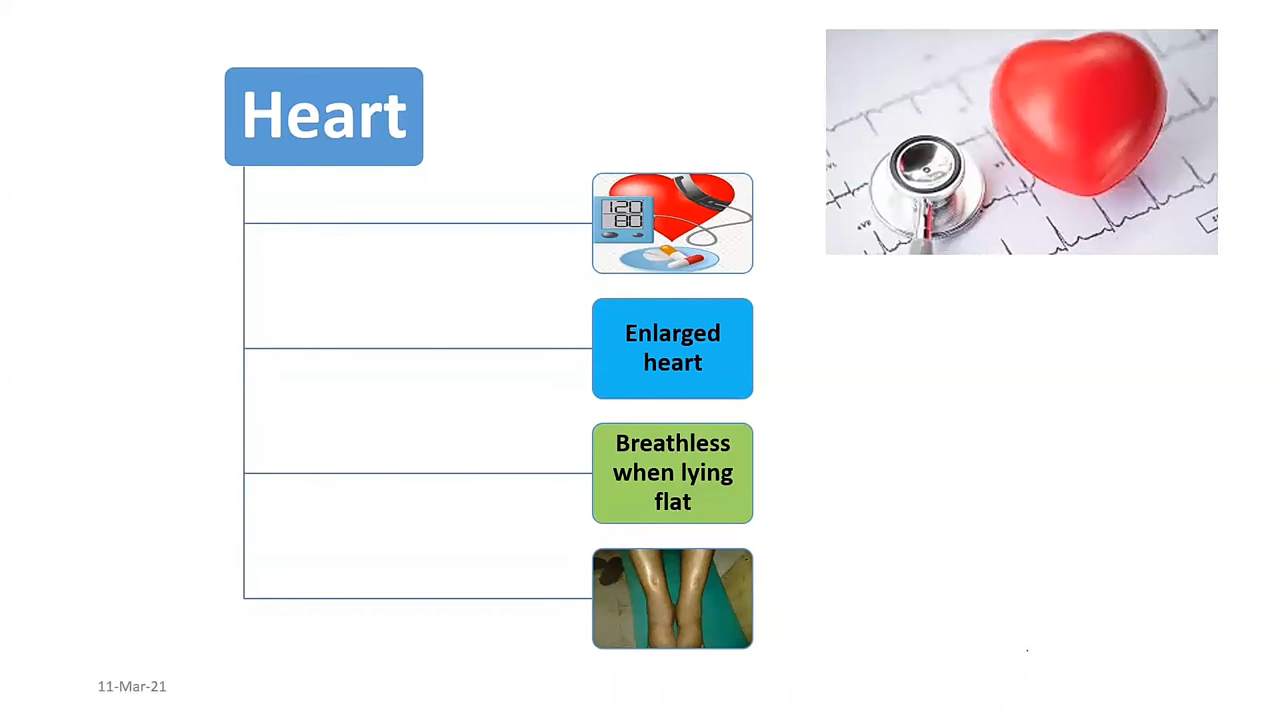 Heart
120
80
Enlarged
heart
Breathless
when lying
flat
11-Mar-21